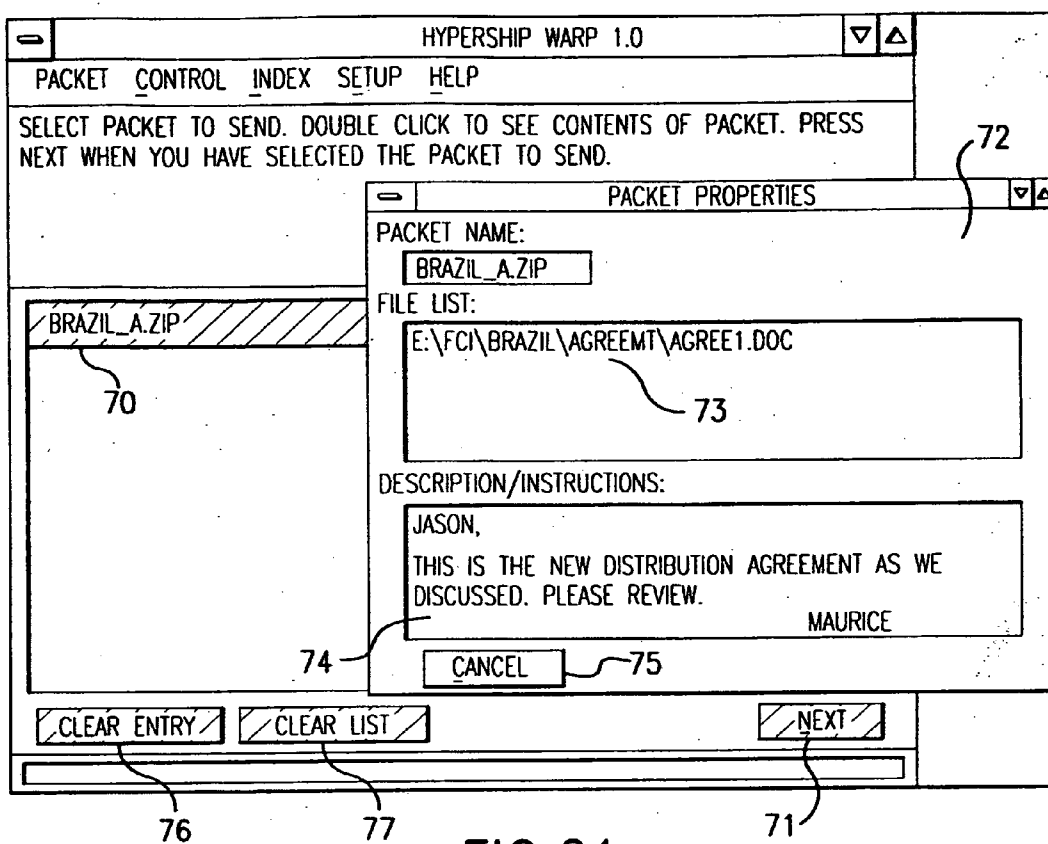 HYPERSHIP WARP 1.0
PACKET CONTROL INDEX SETUP HELP
SELECT PACKET TO SEND. DOUBLE CLICK TO SEE CONTENTS OF PACKET. PRESS
NEXT WHEN YOU HAVE SELECTED THE PACKET TO SEND.
72
PACKET PROPERTIES
PACKET NAME:
BRAZIL_A.ZIP
FILE LIST:
BRAZIL_A.ZIP
E:\FCI\BRAZIL\AGREEMT\AGREE1.DOC
70
73
DESCRIPTION/INSTRUCTIONS:
JASON,
THIS IS THE NEW DISTRIBUTION AGREEMENT AS WE
DISCUSSED. PLEASE REVIEW.
MAURICE
74
CANCEL
75
CLEAR ENTRY
CLEAR LIST
NEXT
76
77
71